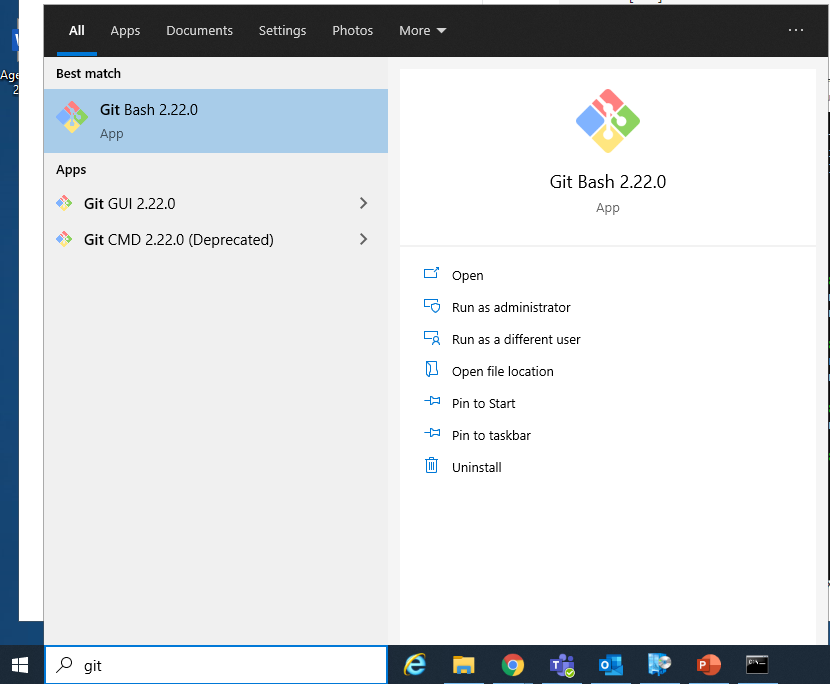 All Apps Documents Settings Photos More ...
Best match
Git Bash 2.22.0
App
Apps
Git GUI 2.22.0
Git CMD 2.22.0 (Deprecated)
Git Bash 2.22.0
App
Open
Run as administrator
Run as a different user
Open file location
Pin to Start
Pin to taskbar
Uninstall
git